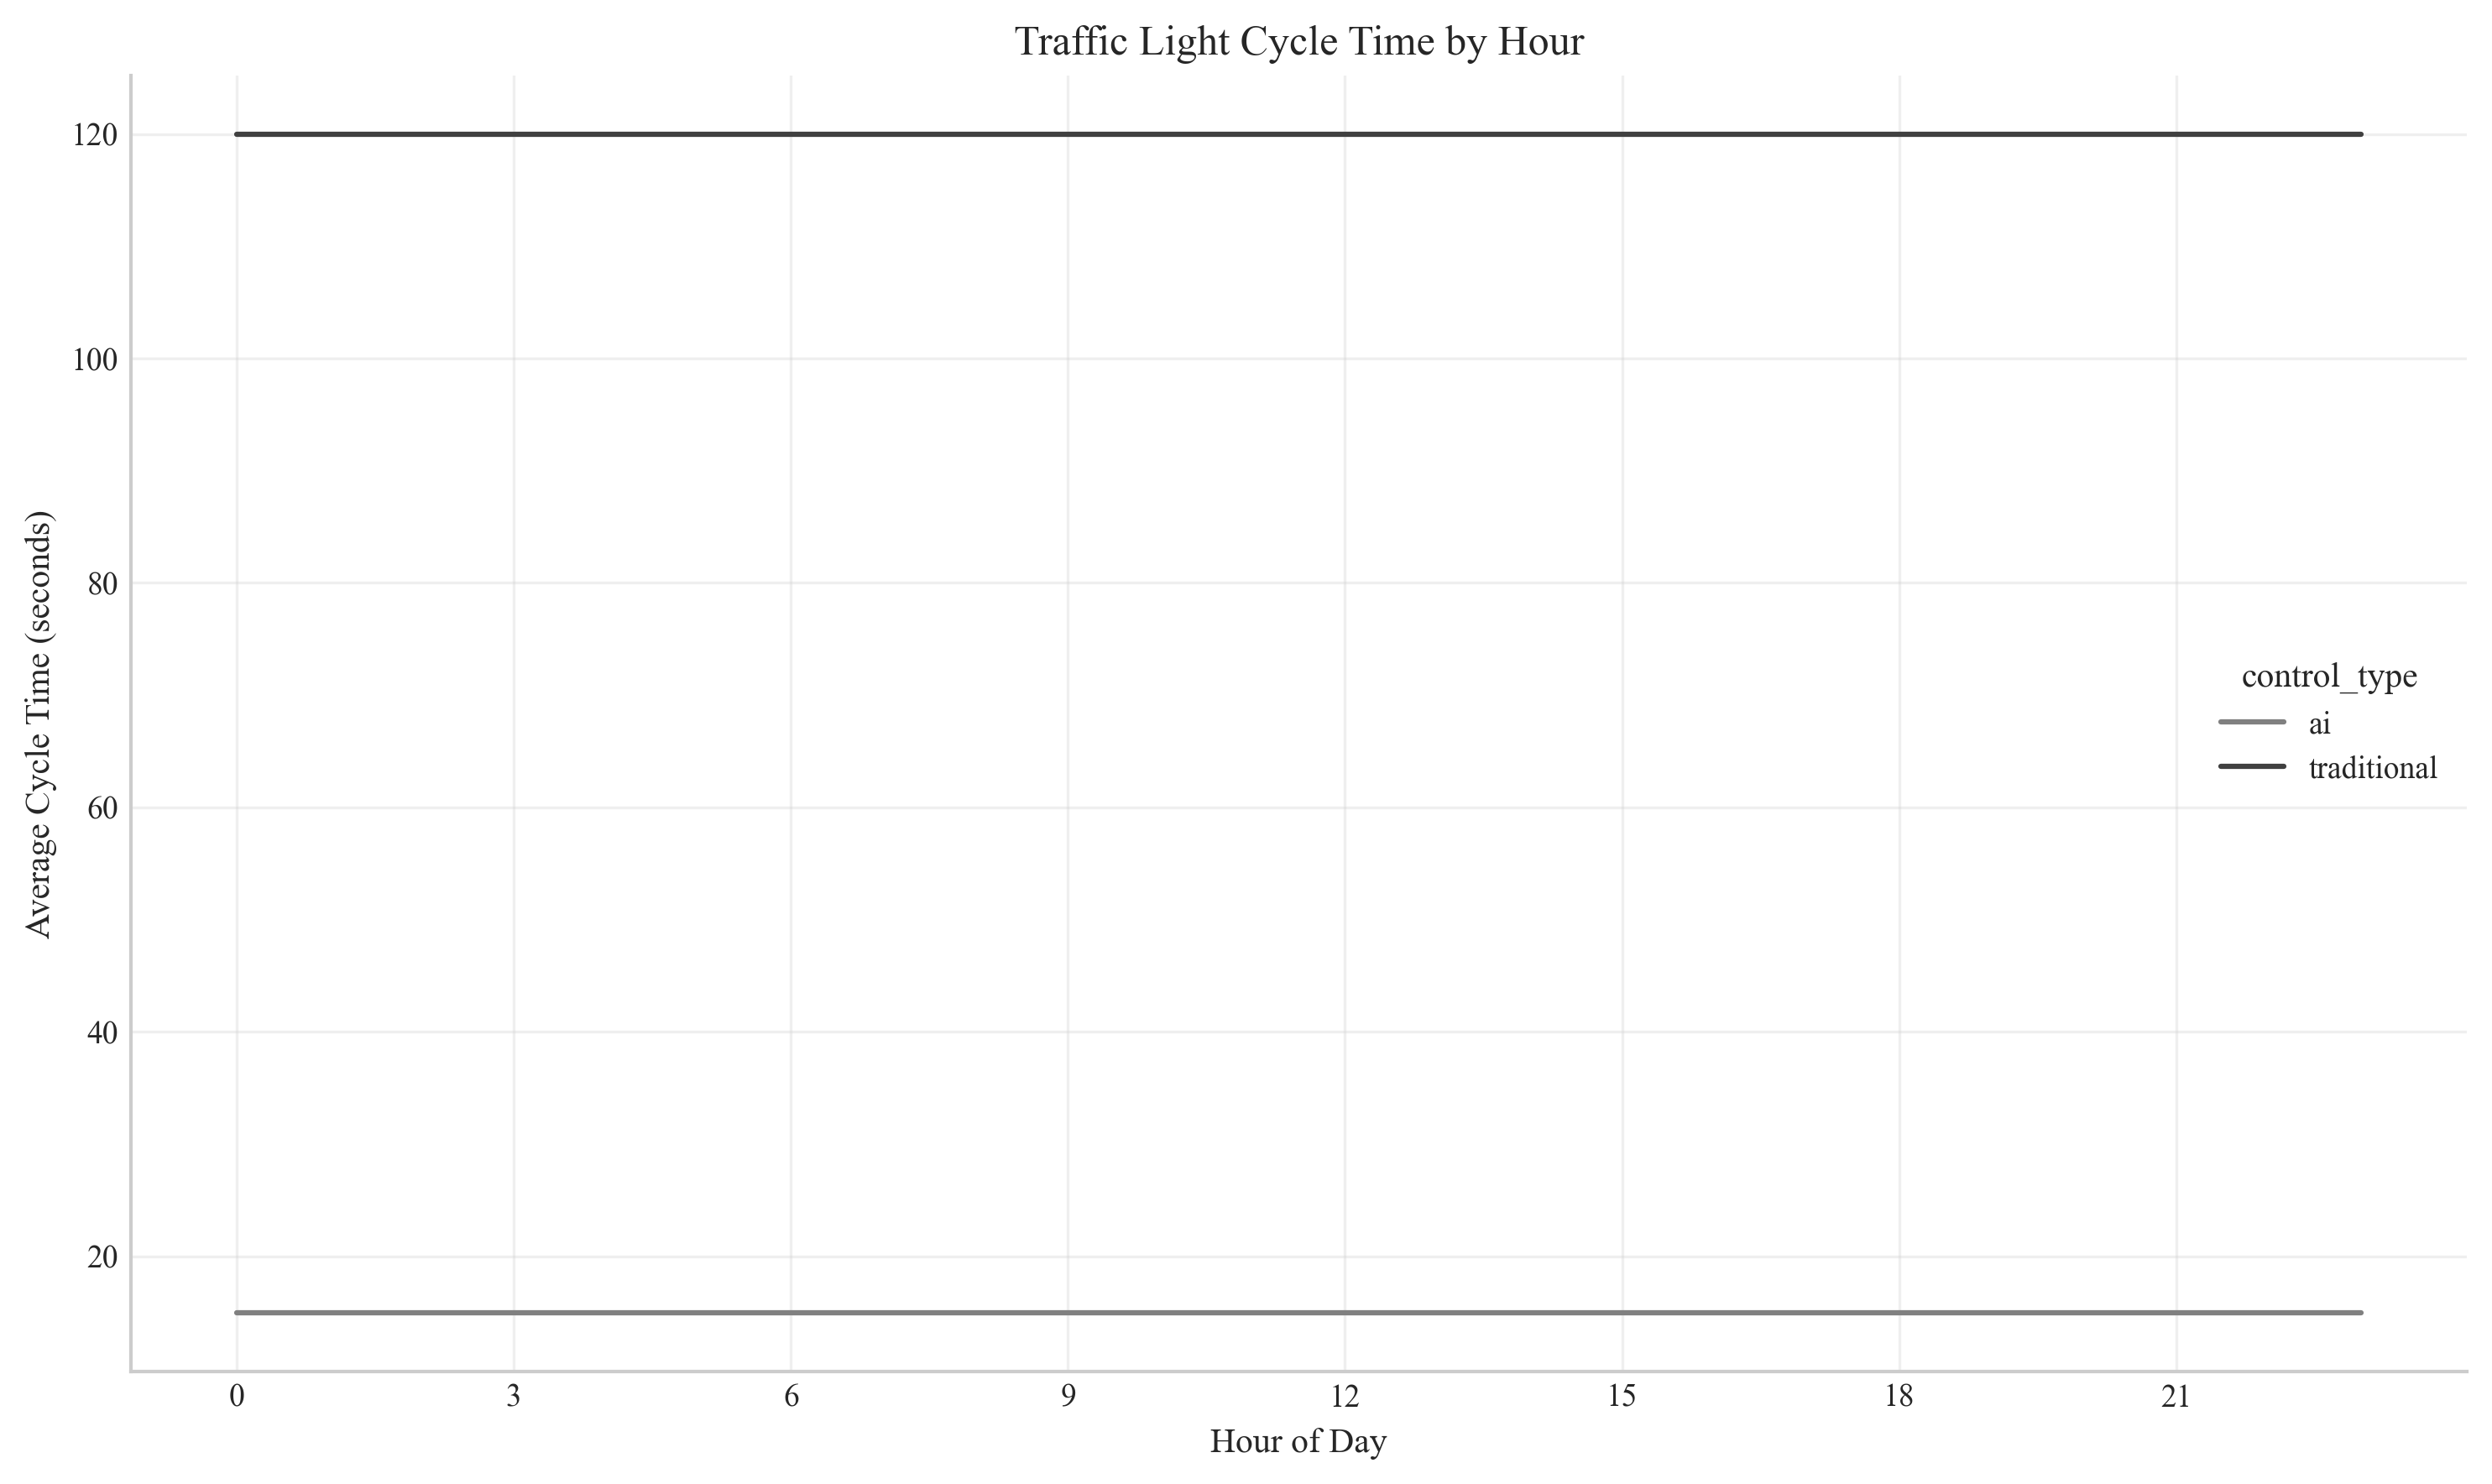 Traffic Light Cycle Time by Hour
Average Cycle Time (seconds)
120
100
80
60
40
20
control_type
ai
traditional
0 3 6 9 12 15 18 21
Hour of Day